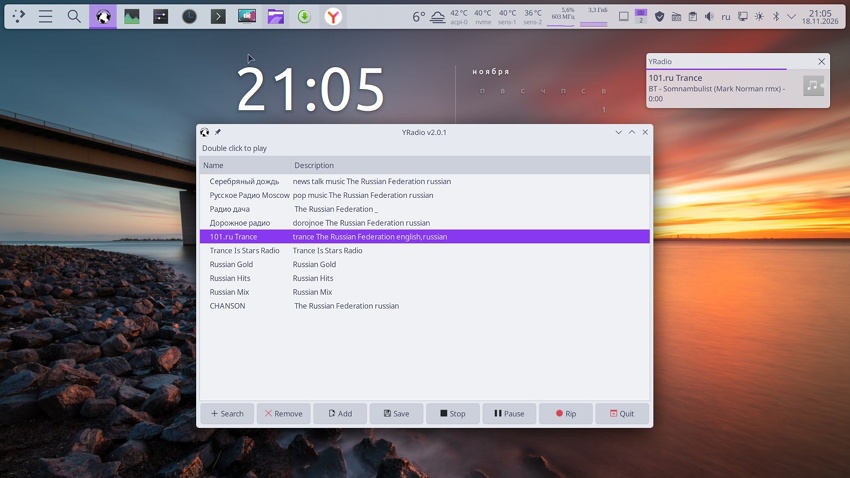 6° 42°C 40°C 40°C 36°C 5,6% 3,3 Гиб ru 21:05
acpi-0 nvme sens-1 sens-2 603 МГц 2 18.11.2026
YRadio
101.ru Trance
BT - Somnambulist (Mark Norman rmx) -
0:00
21:05
ноября
П В С Ч П С В
1
YRadio v2.0.1
Double click to play
Name Description
Серебряный дождь news talk music The Russian Federation russian
Русское Радио Moscow pop music The Russian Federation russian
Радио дача The Russian Federation _
Дорожное радио dorojnoe The Russian Federation russian
101.ru Trance trance The Russian Federation english,russian
Trance Is Stars Radio Trance Is Stars Radio
Russian Gold Russian Gold
Russian Hits Russian Hits
Russian Mix Russian Mix
CHANSON The Russian Federation russian
Search Remove Add Save Stop Pause Rip Quit